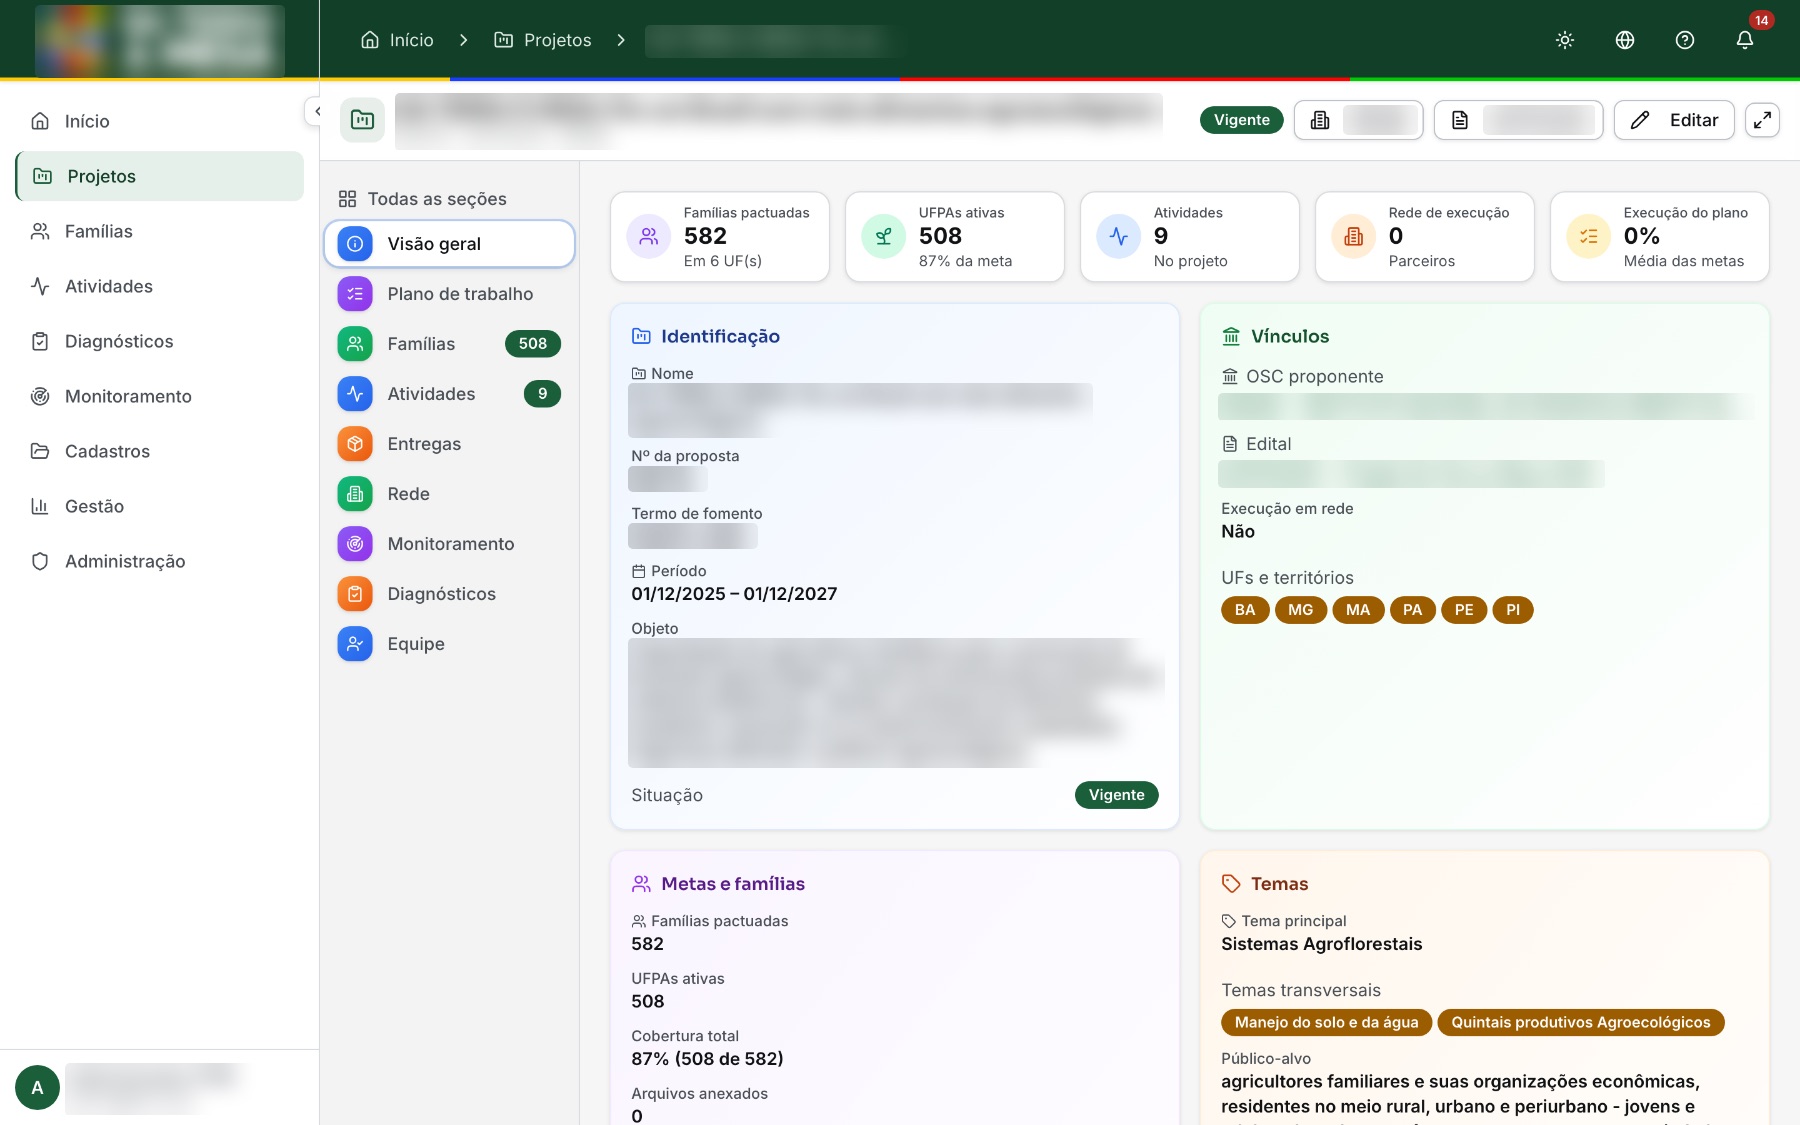 Início
Projetos
14
Início
Projetos
Famílias
Atividades
Diagnósticos
Monitoramento
Cadastros
Gestão
Administração
A
Vigente
Editar
Todas as seções
Visão geral
Plano de trabalho
Famílias
508
Atividades
9
Entregas
Rede
Monitoramento
Diagnósticos
Equipe
Famílias pactuadas
582
Em 6 UF(s)
UFPAs ativas
508
87% da meta
Atividades
9
No projeto
Rede de execução
0
Parceiros
Execução do plano
0%
Média das metas
Identificação
Nome
Nº da proposta
Termo de fomento
Período
01/12/2025 – 01/12/2027
Objeto
Situação
Vigente
Vínculos
OSC proponente
Edital
Execução em rede
Não
UFs e territórios
BA MG MA PA PE PI
Metas e famílias
Famílias pactuadas
582
UFPAs ativas
508
Cobertura total
87% (508 de 582)
Arquivos anexados
0
Temas
Tema principal
Sistemas Agroflorestais
Temas transversais
Manejo do solo e da água Quintais produtivos Agroecológicos
Público-alvo
agricultores familiares e suas organizações econômicas,
residentes no meio rural, urbano e periurbano - jovens e